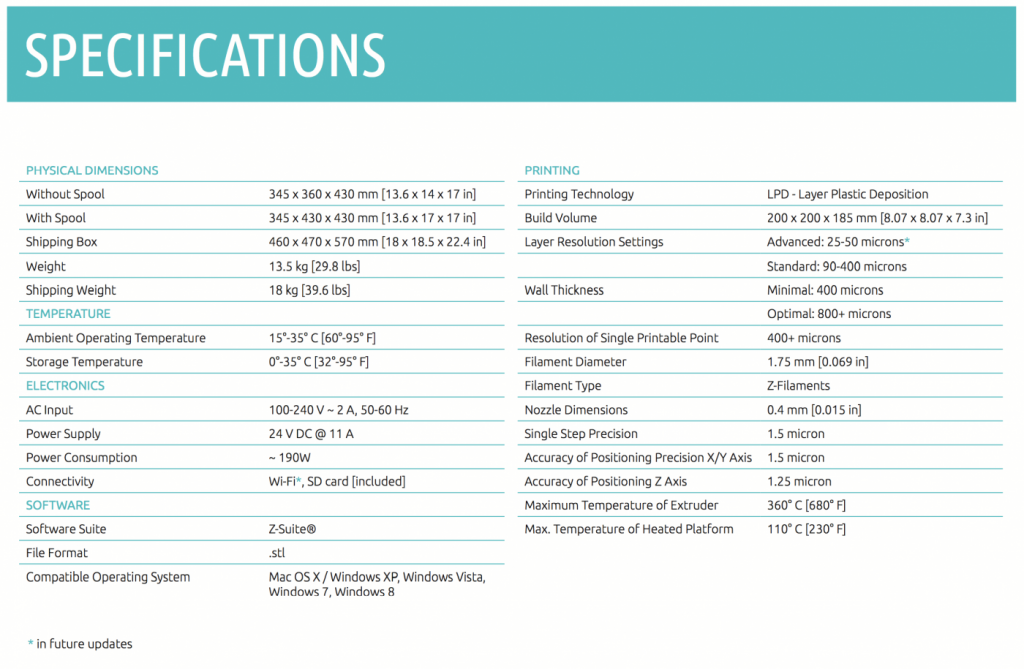 SPECIFICATIONS
PHYSICAL DIMENSIONS
Without Spool 345 x 360 x 430 mm [13.6 x 14 x 17 in]
With Spool 345 x 430 x 430 mm [13.6 x 17 x 17 in]
Shipping Box 460 x 470 x 570 mm [18 x 18.5 x 22.4 in]
Weight 13.5 kg [29.8 lbs]
Shipping Weight 18 kg [39.6 lbs]
TEMPERATURE
Ambient Operating Temperature 15°-35° C [60°-95° F]
Storage Temperature 0°-35° C [32°-95° F]
ELECTRONICS
AC Input 100-240 V ~ 2 A, 50-60 Hz
Power Supply 24 V DC @ 11 A
Power Consumption ~ 190W
Connectivity Wi-Fi*, SD card [included]
SOFTWARE
Software Suite Z-Suite®
File Format .stl
Compatible Operating System Mac OS X / Windows XP, Windows Vista,
Windows 7, Windows 8
PRINTING
Printing Technology LPD - Layer Plastic Deposition
Build Volume 200 x 200 x 185 mm [8.07 x 8.07 x 7.3 in]
Layer Resolution Settings Advanced: 25-50 microns*
Standard: 90-400 microns
Wall Thickness Minimal: 400 microns
Optimal: 800+ microns
Resolution of Single Printable Point 400+ microns
Filament Diameter 1.75 mm [0.069 in]
Filament Type Z-Filaments
Nozzle Dimensions 0.4 mm [0.015 in]
Single Step Precision 1.5 micron
Accuracy of Positioning Precision X/Y Axis 1.5 micron
Accuracy of Positioning Z Axis 1.25 micron
Maximum Temperature of Extruder 360° C [680° F]
Max. Temperature of Heated Platform 110° C [230° F]
* in future updates